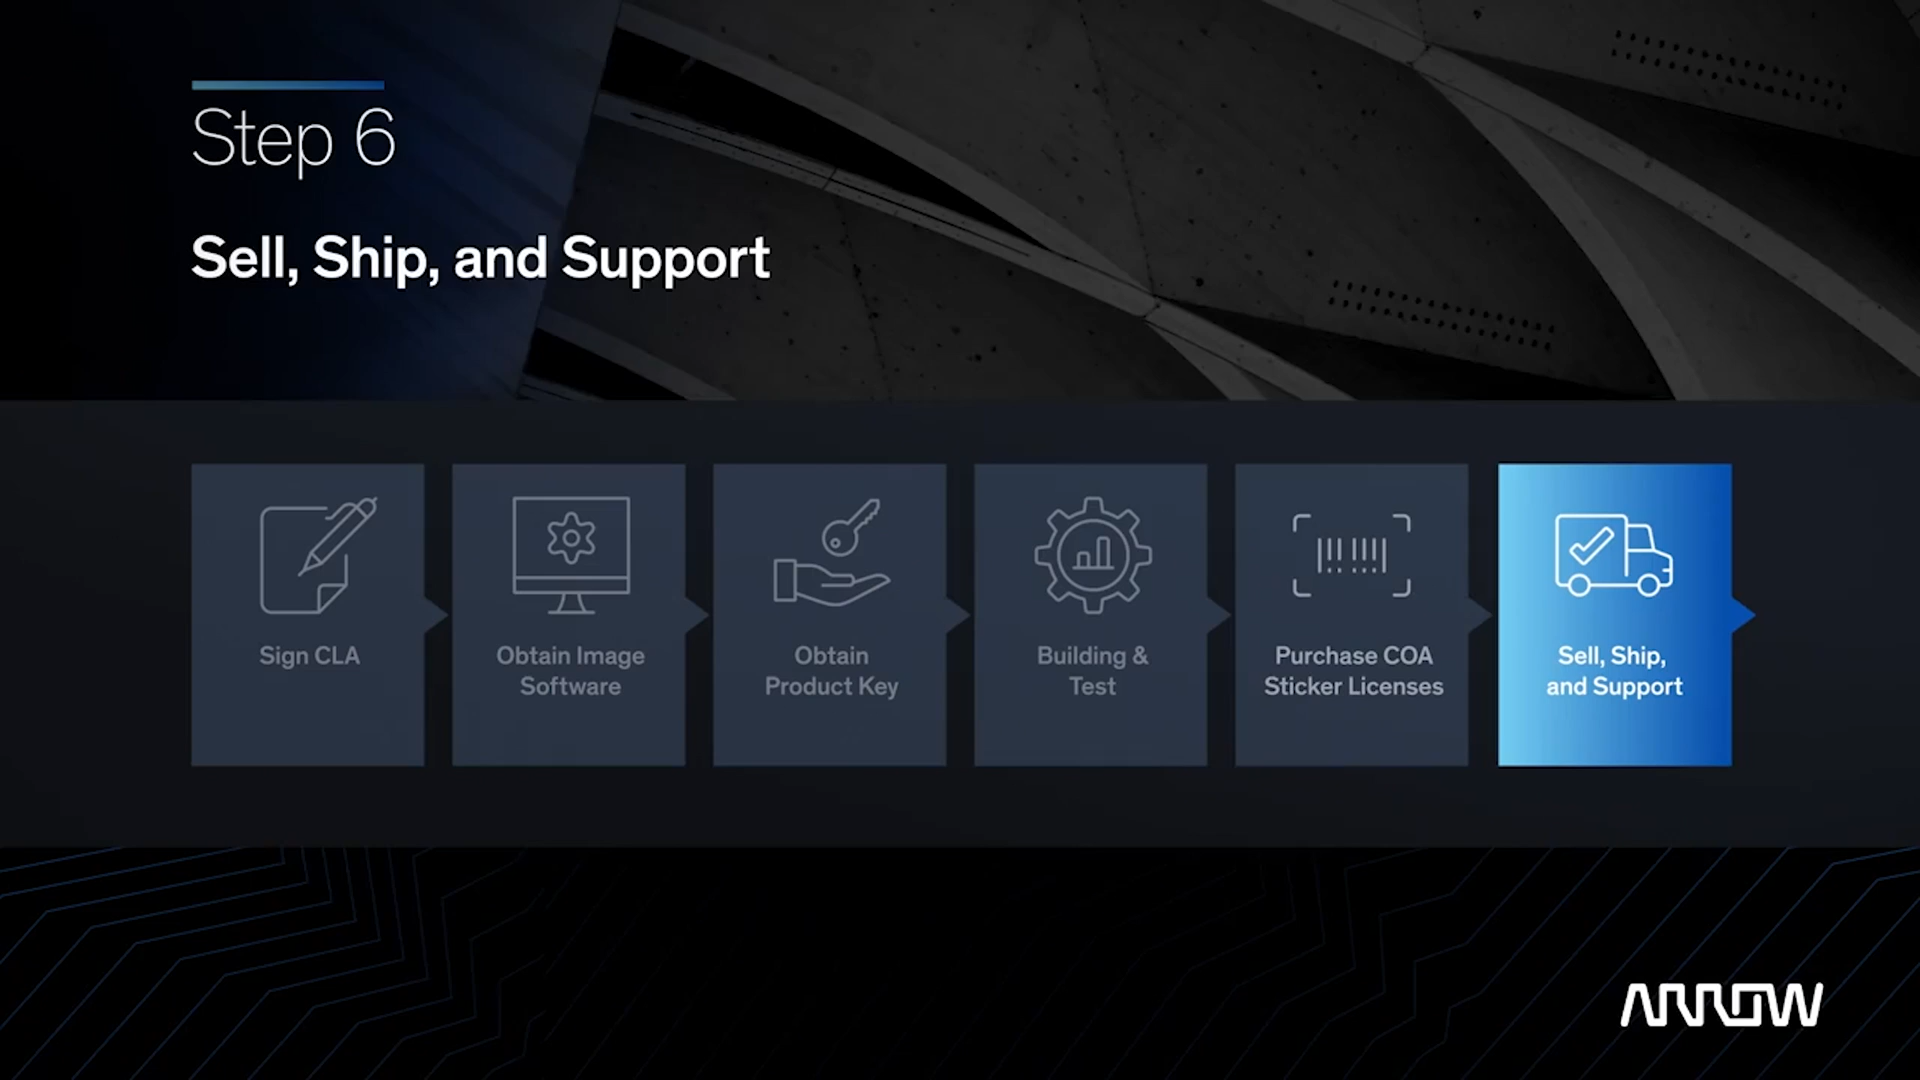 Step 6
Sell, Ship, and Support
Sign CLA
Obtain Image
Software
Obtain
Product Key
Building &
Test
Purchase COA
Sticker Licenses
Sell, Ship,
and Support
ARROW